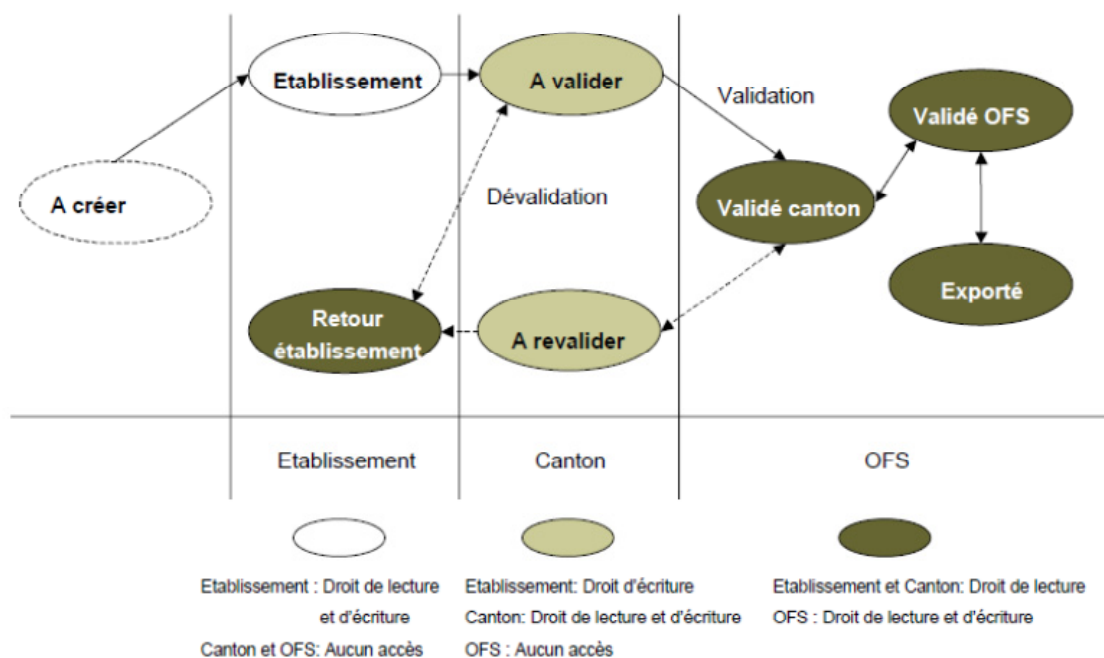 Etablissement
A valider
Validation
Validé OFS
A créer
Dévalidation
Validé canton
Exporté
Retour
établissement
A revalider
Etablissement
Canton
OFS
Etablissement : Droit de lecture
et d'écriture
Canton et OFS: Aucun accès
Etablissement: Droit d'écriture
Canton: Droit de lecture et d'écriture
OFS : Aucun accès
Etablissement et Canton: Droit de lecture
OFS : Droit de lecture et d'écriture